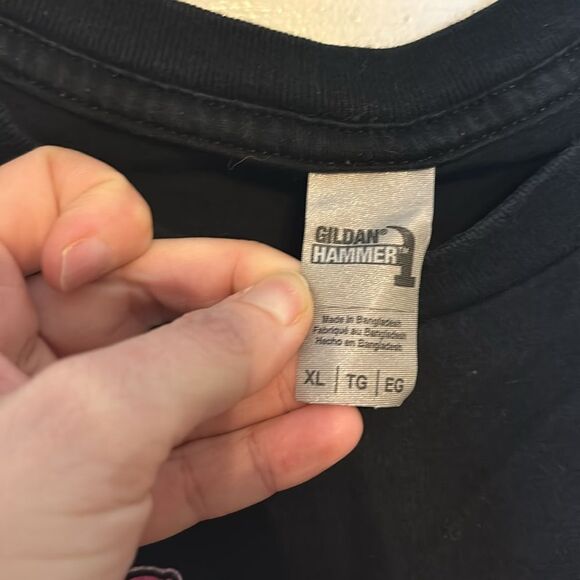 GILDAN®
HAMMER™
Made in Bangladesh
Fabriqué au Bangladesh
Hecho en Bangladesh
XL | TG | EG